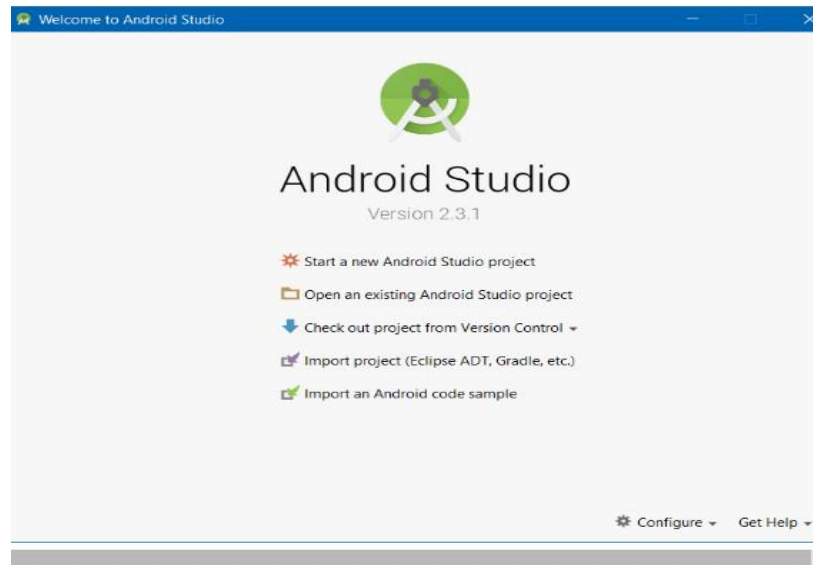 Welcome to Android Studio
Android Studio
Version 2.3.1
Start a new Android Studio project
Open an existing Android Studio project
Check out project from Version Control
Import project (Eclipse ADT, Gradle, etc.)
Import an Android code sample
Configure Get Help